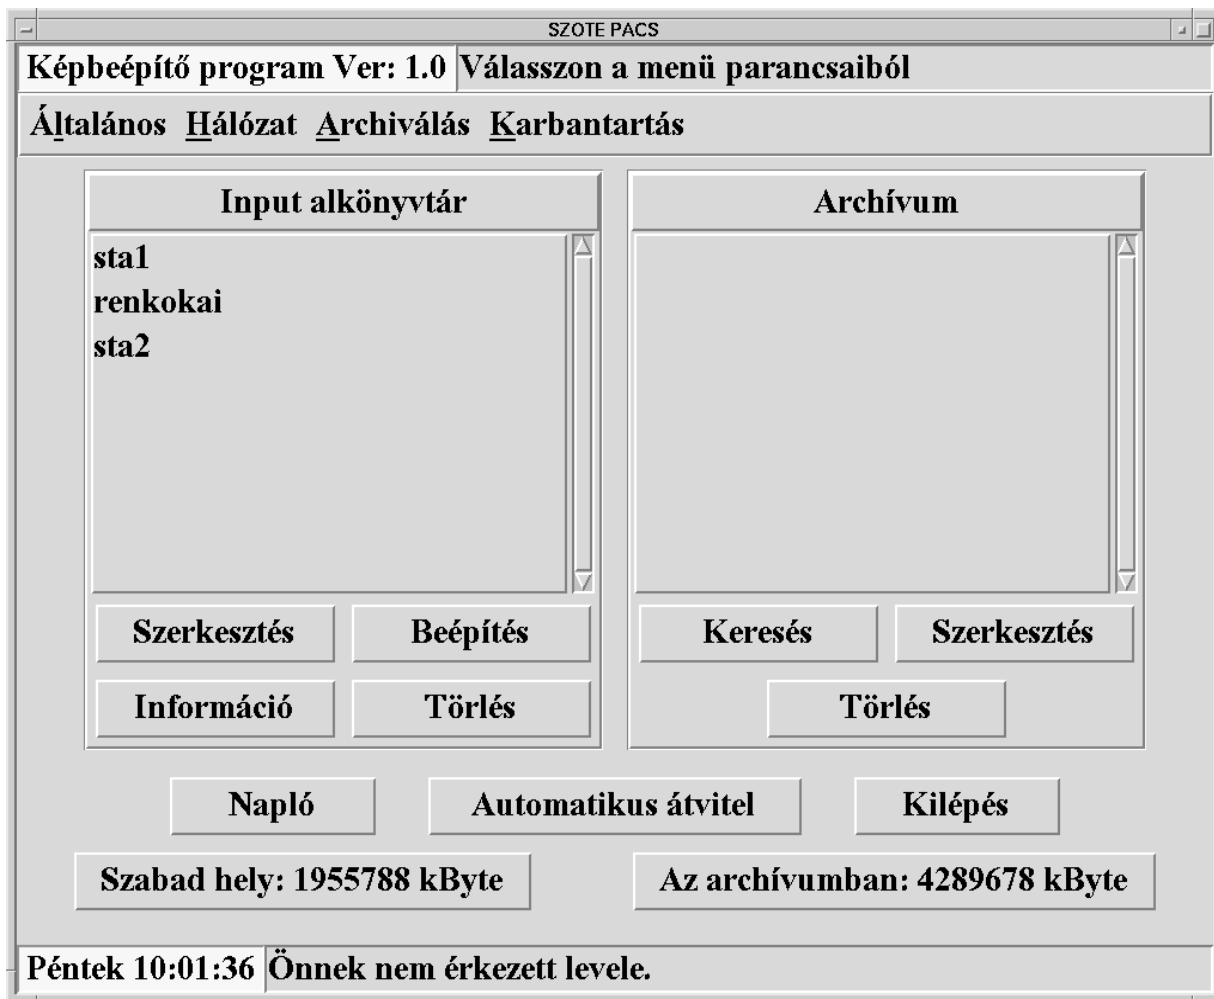 SZOTE PACS
Képbeépítő program Ver: 1.0 Válasszon a menü parancsaiból
Általános Hálózat Archiválás Karbantartás
Input alkönyvtár
sta1
renkokai
sta2
Szerkesztés Beépítés
Információ Törlés
Archívum
Keresés Szerkesztés
Törlés
Napló Automatikus átvitel Kilépés
Szabad hely: 1955788 kByte Az archívumban: 4289678 kByte
Péntek 10:01:36 Önnek nem érkezett levele.